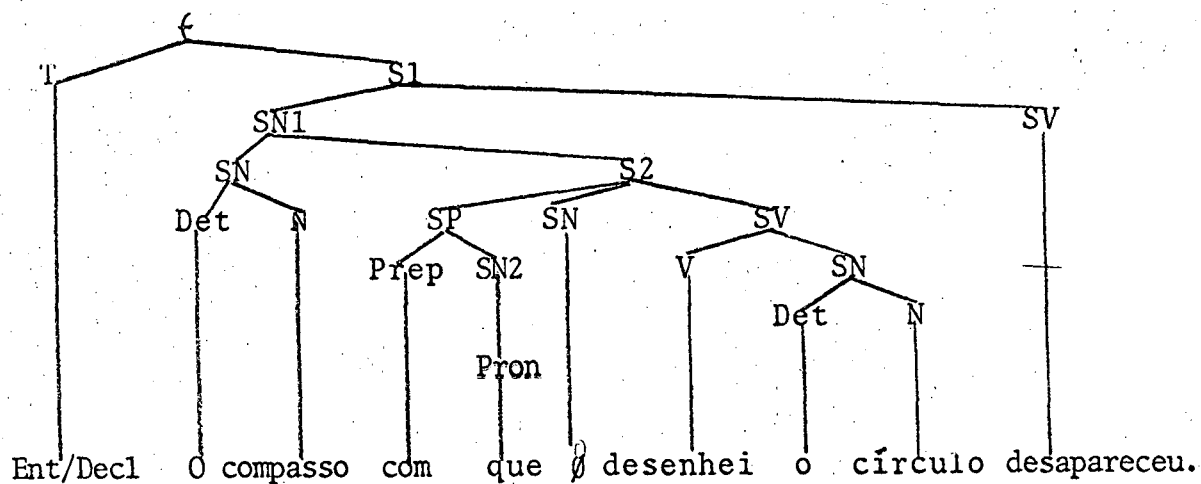 ƭ
T S1
SN1 SV
SN S2
Det N SP SN SV
Prep SN2 V SN
Det N
Pron
Ent/Decl O compasso com que Ø desenhei o círculo desapareceu.